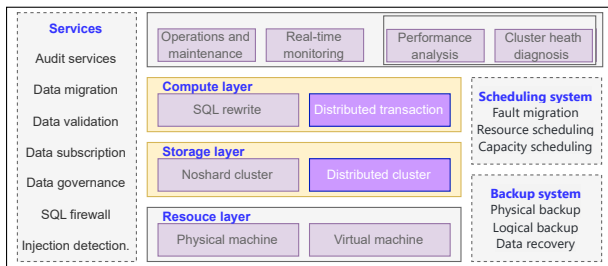 Services
Audit services
Data migration
Data validation
Data subscription
Data governance
SQL firewall
Injection detection.
Operations and
maintenance
Real-time
monitoring
Performance
analysis
Cluster heath
diagnosis
Compute layer
SQL rewrite
Distributed transaction
Storage layer
Noshard cluster
Distributed cluster
Resouce layer
Physical machine
Virtual machine
Scheduling system
Fault migration
Resource scheduling
Capacity scheduling
Backup system
Physical backup
Logical backup
Data recovery